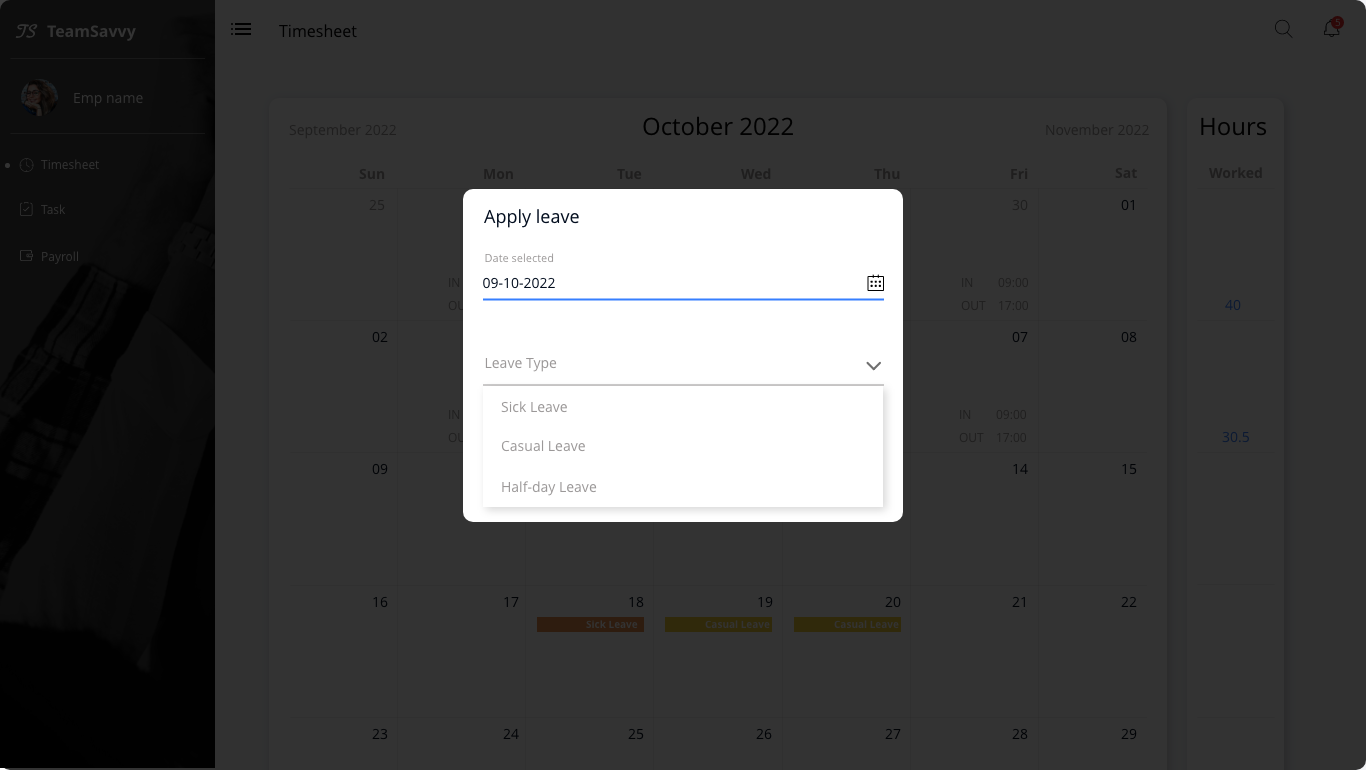 TS TeamSavvy
Timesheet
5
Emp name
Timesheet
Task
Payroll
September 2022 October 2022 November 2022
Hours
Sun Mon Tue Wed Thu Fri Sat
Worked
25 30 01
IN IN 09:00
OUT 17:00
40
02 07 08
IN IN 09:00
OUT 17:00
30.5
09 14 15
16 17 18 19 20 21 22
Sick Leave Casual Leave Casual Leave
23 24 25 26 27 28 29
Apply leave
Date selected
09-10-2022
Leave Type
Sick Leave
Casual Leave
Half-day Leave